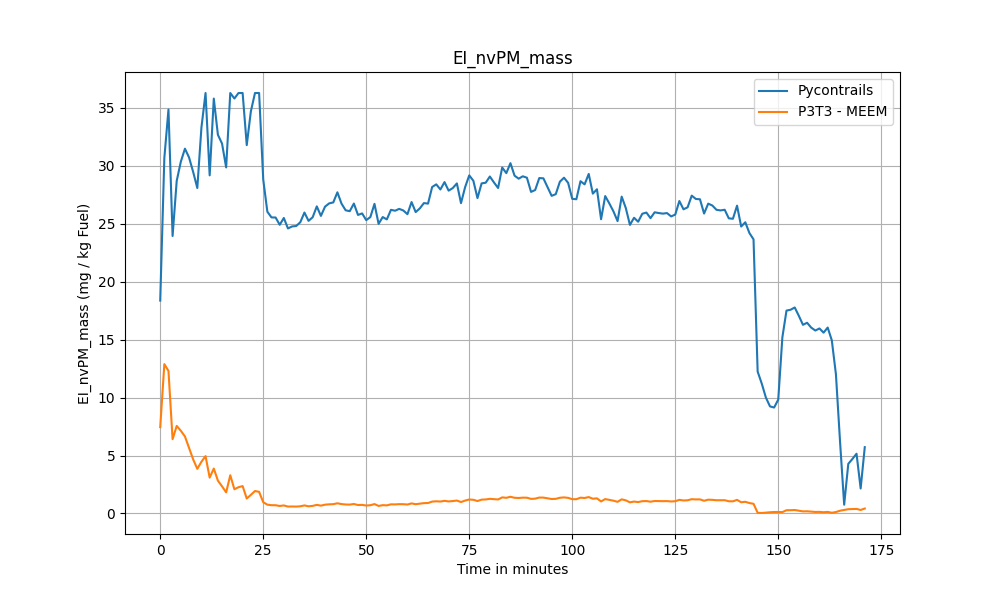 EI_nvPM_mass
Pycontrails
P3T3 - MEEM
EI_nvPM_mass (mg / kg Fuel)
35
30
25
20
15
10
5
0
0 25 50 75 100 125 150 175
Time in minutes